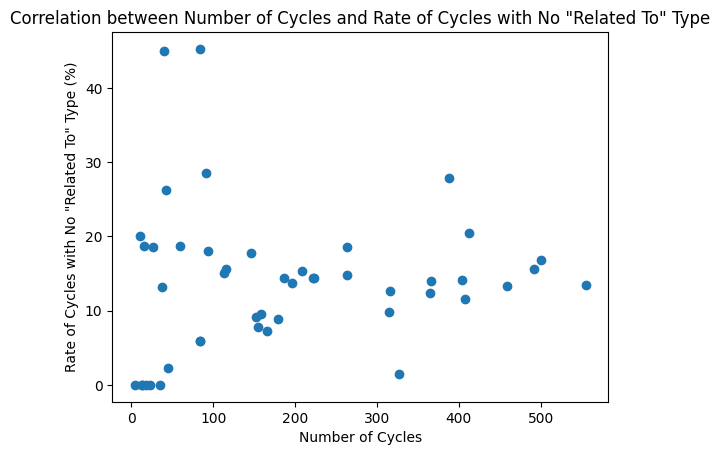 Correlation between Number of Cycles and Rate of Cycles with No "Related To" Type
Rate of Cycles with No "Related To" Type (%)
40
30
20
10
0
0 100 200 300 400 500
Number of Cycles